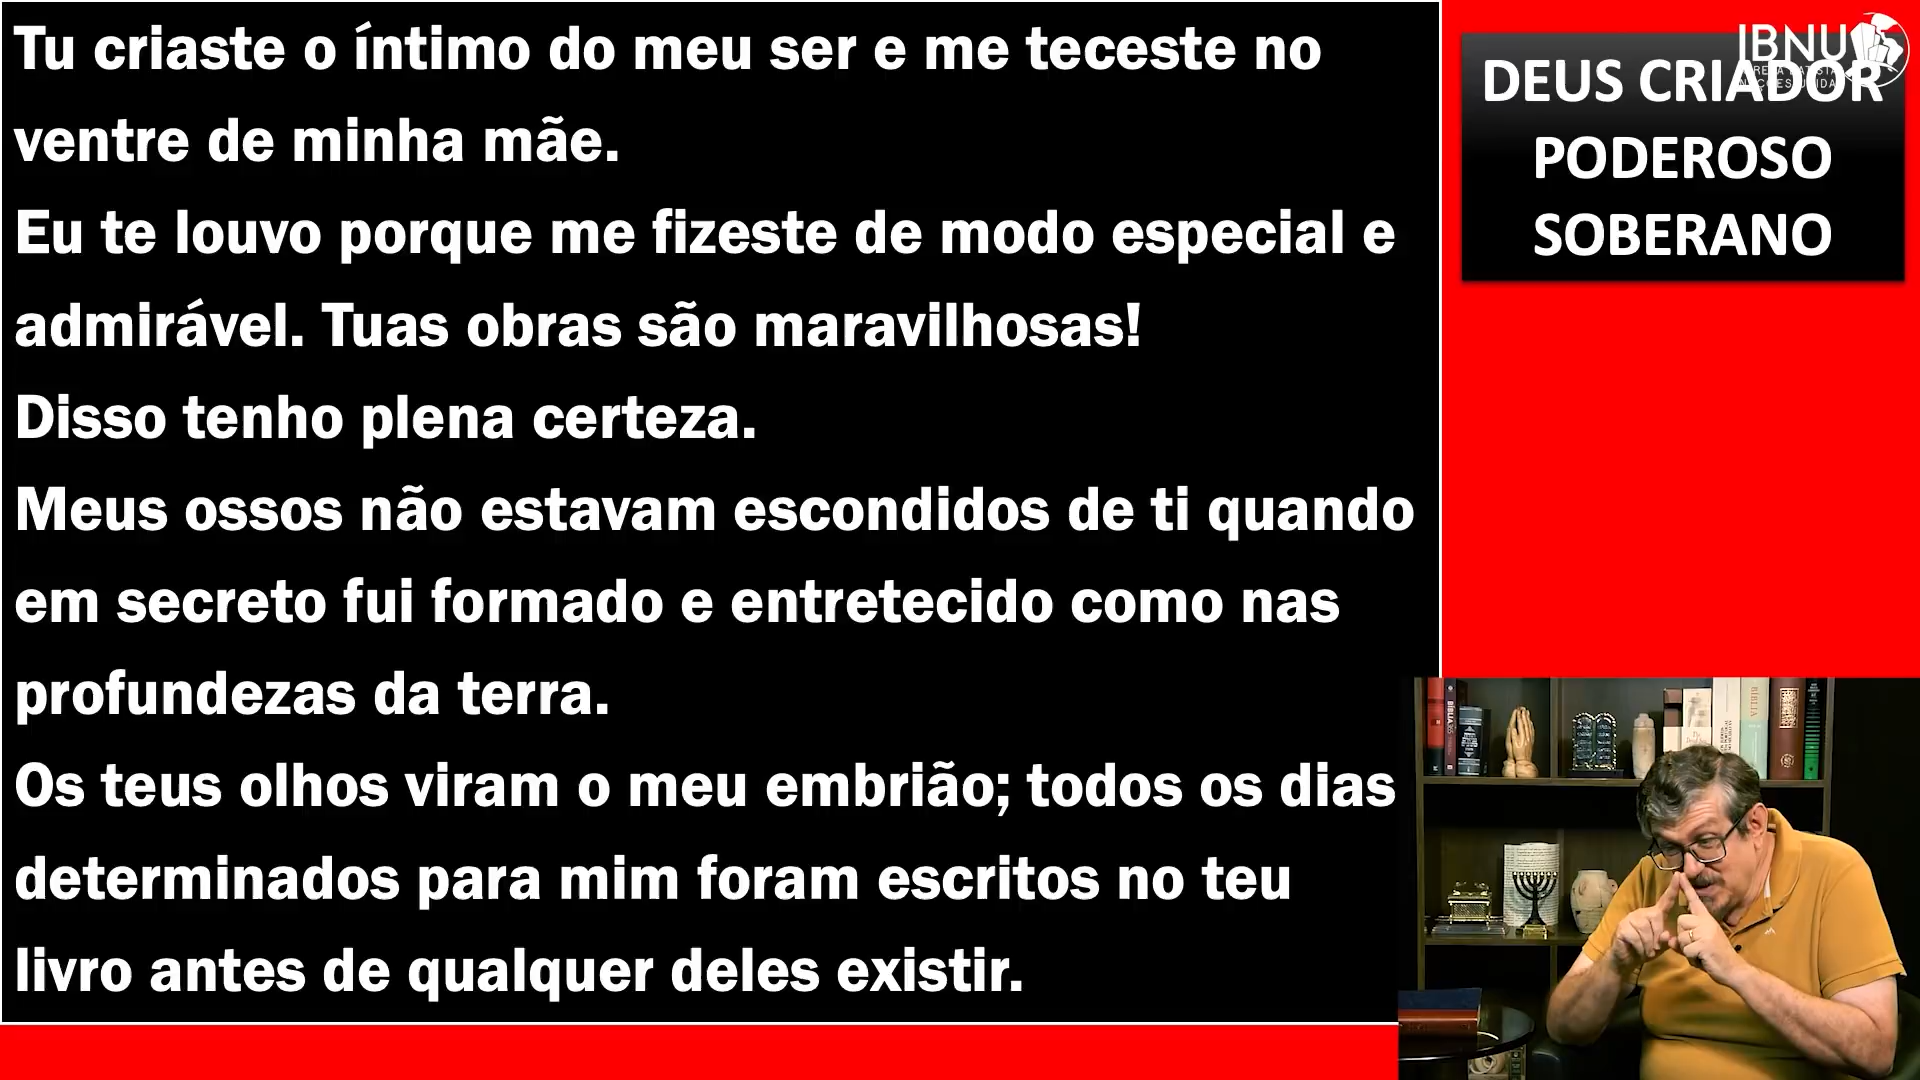 Tu criaste o íntimo do meu ser e me teceste no
ventre de minha mãe.
Eu te louvo porque me fizeste de modo especial e
admirável. Tuas obras são maravilhosas!
Disso tenho plena certeza.
Meus ossos não estavam escondidos de ti quando
em secreto fui formado e entretecido como nas
profundezas da terra.
Os teus olhos viram o meu embrião; todos os dias
determinados para mim foram escritos no teu
livro antes de qualquer deles existir.
IBNU
DEUS CRIADOR
PODEROSO
SOBERANO
BÍBLIA
BÍBLIA